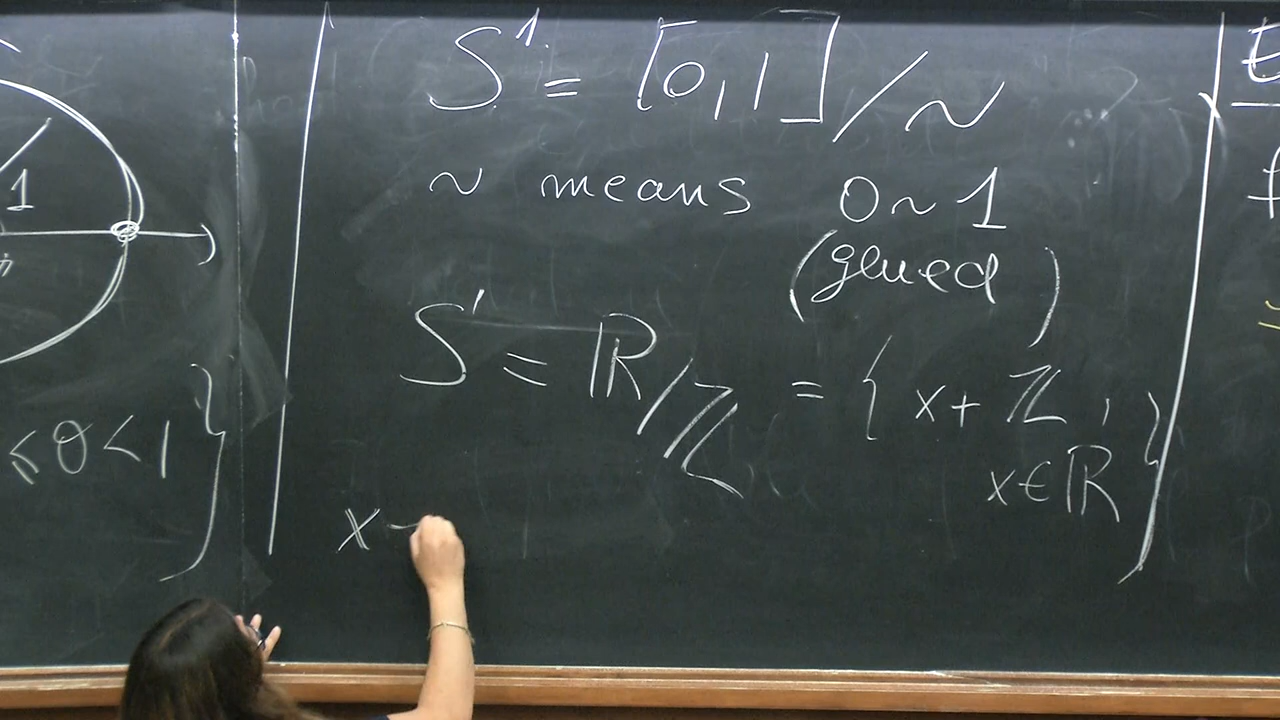 1
≤ θ < 1 }
S¹ = [0,1] / ~
~ means 0 ~ 1
(glued)
S¹ = ℝ/ℤ = { x + ℤ ,
x ∈ ℝ }
x -